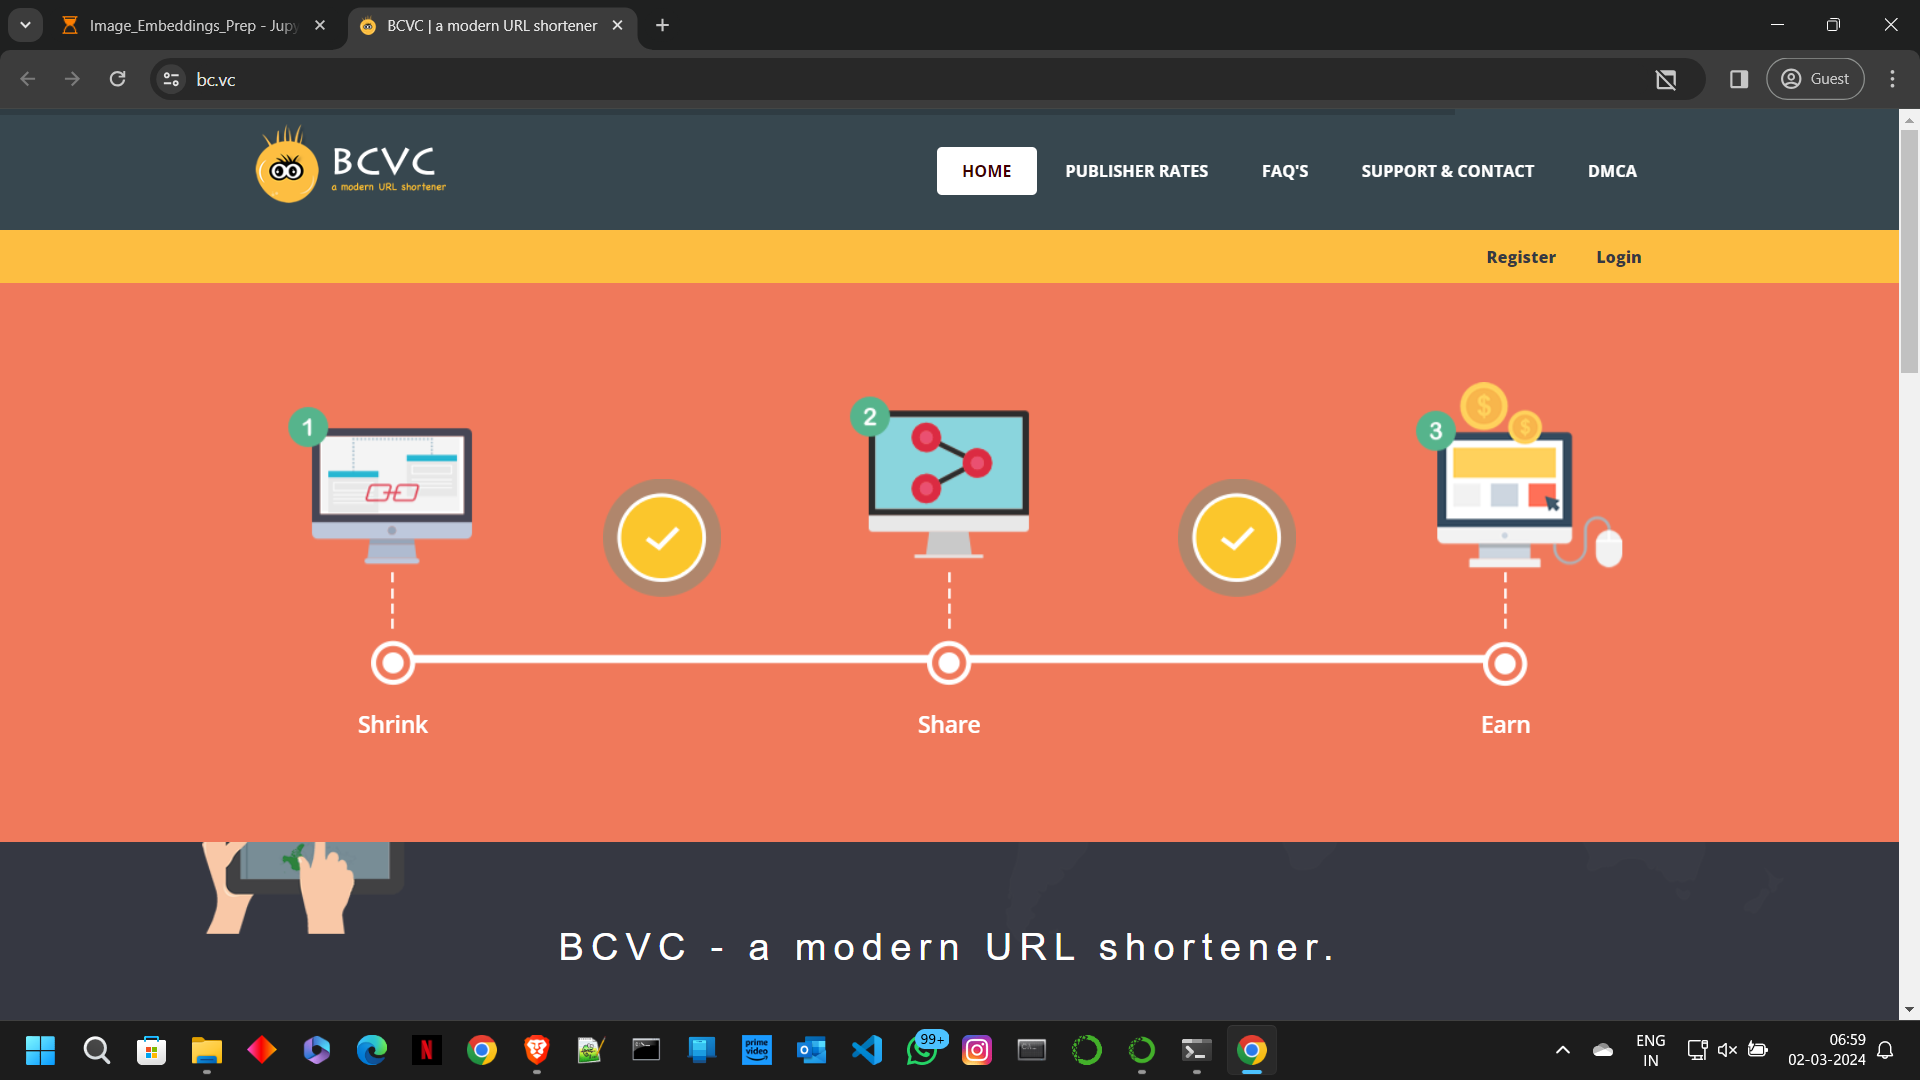 Image_Embeddings_Prep - Jupy
BCVC | a modern URL shortener
bc.vc
Guest
BCVC
a modern URL shortener
HOME
PUBLISHER RATES
FAQ'S
SUPPORT & CONTACT
DMCA
Register
Login
1
2
3
$
$
Shrink
Share
Earn
BCVC - a modern URL shortener.
N
prime video
99+
ENG
IN
06:59
02-03-2024